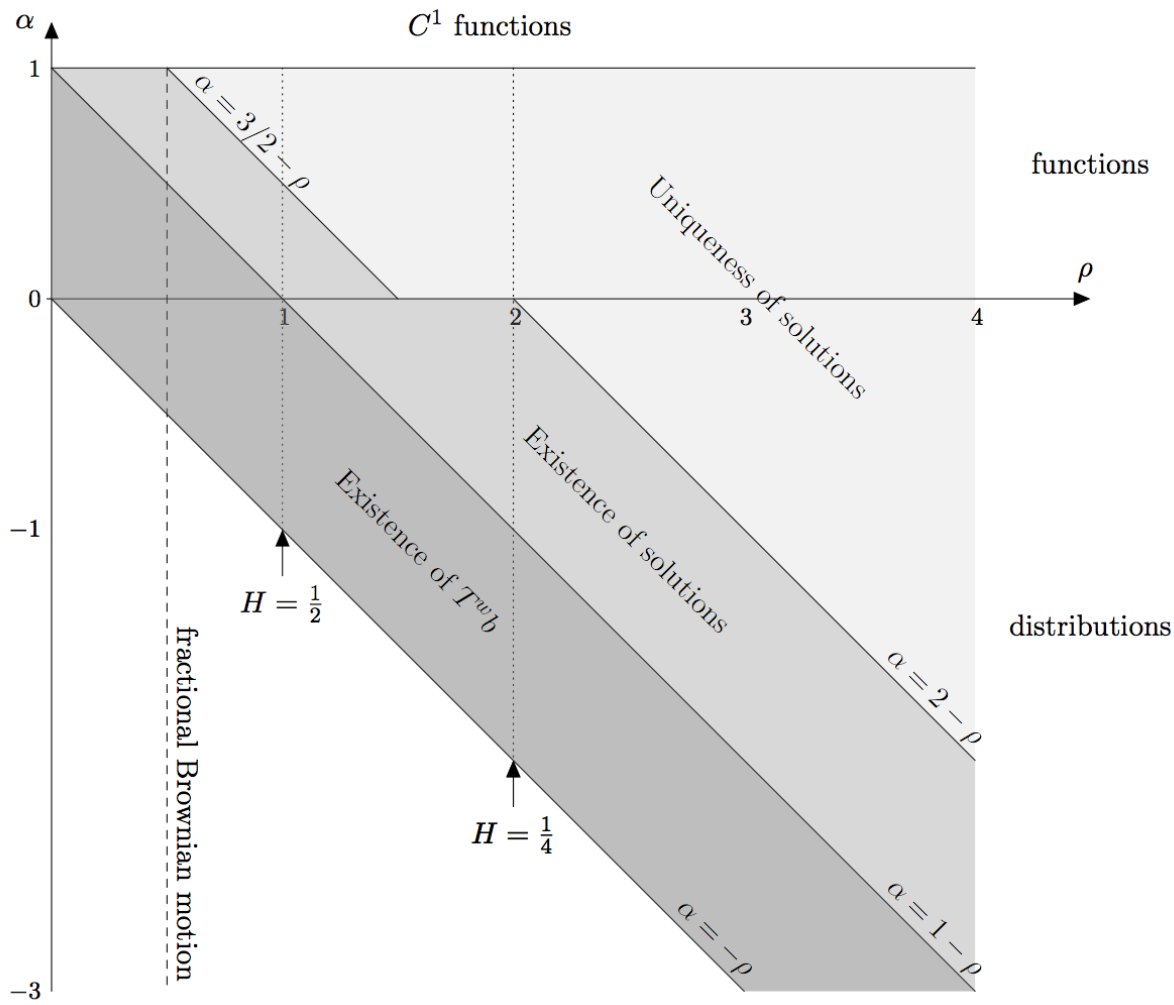 C¹ functions
α
1
α = 3/2 − ρ
functions
Uniqueness of solutions
ρ
0
1
2
3
4
Existence of solutions
Existence of Tʷb
−1
H = 1/2
distributions
fractional Brownian motion
α = 2 − ρ
H = 1/4
α = 1 − ρ
α = −ρ
−3